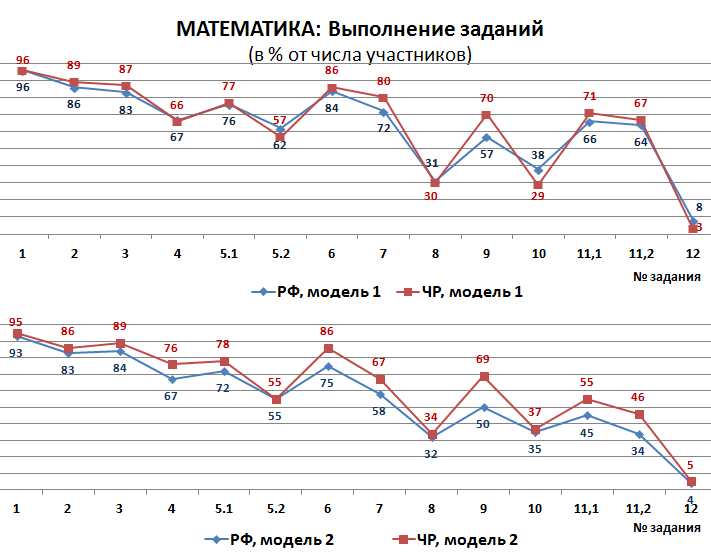 МАТЕМАТИКА: Выполнение заданий
(в % от числа участников)
96 89 87 66 77 57 86 80 30 70 29 71 67 3
96 86 83 67 76 62 84 72 31 57 38 66 64 8
1 2 3 4 5.1 5.2 6 7 8 9 10 11,1 11,2 12
№ задания
РФ, модель 1 ЧР, модель 1
95 86 89 76 78 55 86 67 34 69 37 55 46 5
93 83 84 67 72 55 75 58 32 50 35 45 34 4
1 2 3 4 5.1 5.2 6 7 8 9 10 11,1 11,2 12
№ задания
РФ, модель 2 ЧР, модель 2